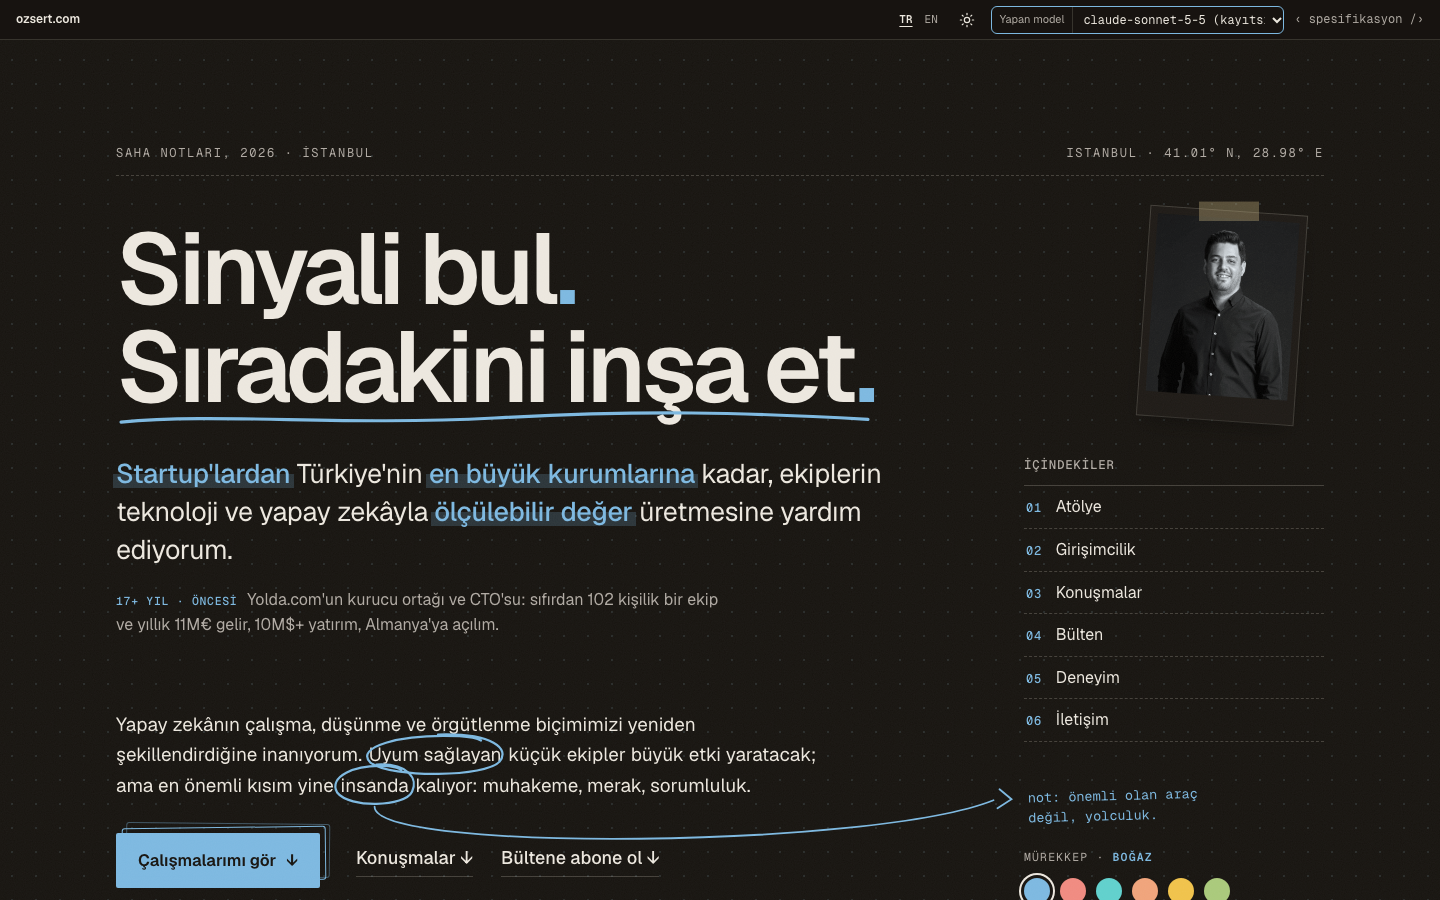 ozsert.com
TR EN
Yapan model claude-sonnet-5-5 (kayıts
‹ spesifikasyon /›
SAHA NOTLARI, 2026 · İSTANBUL
ISTANBUL · 41.01° N, 28.98° E
Sinyali bul.
Sıradakini inşa et.
Startup'lardan Türkiye'nin en büyük kurumlarına kadar, ekiplerin
teknoloji ve yapay zekâyla ölçülebilir değer üretmesine yardım
ediyorum.
17+ YIL · ÖNCESİ Yolda.com'un kurucu ortağı ve CTO'su: sıfırdan 102 kişilik bir ekip
ve yıllık 11M€ gelir, 10M$+ yatırım, Almanya'ya açılım.
Yapay zekânın çalışma, düşünme ve örgütlenme biçimimizi yeniden
şekillendirdiğine inanıyorum. Uyum sağlayan küçük ekipler büyük etki yaratacak;
ama en önemli kısım yine insanda kalıyor: muhakeme, merak, sorumluluk.
Çalışmalarımı gör ↓
Konuşmalar ↓
Bültene abone ol ↓
İÇİNDEKİLER
01 Atölye
02 Girişimcilik
03 Konuşmalar
04 Bülten
05 Deneyim
06 İletişim
not: önemli olan araç
değil, yolculuk.
MÜREKKEP · BOĞAZ